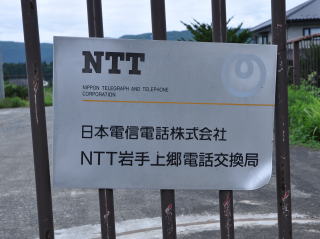 NTT
NIPPON TELEGRAPH AND TELEPHONE
CORPORATION
日本電信電話株式会社
NTT岩手上郷電話交換局